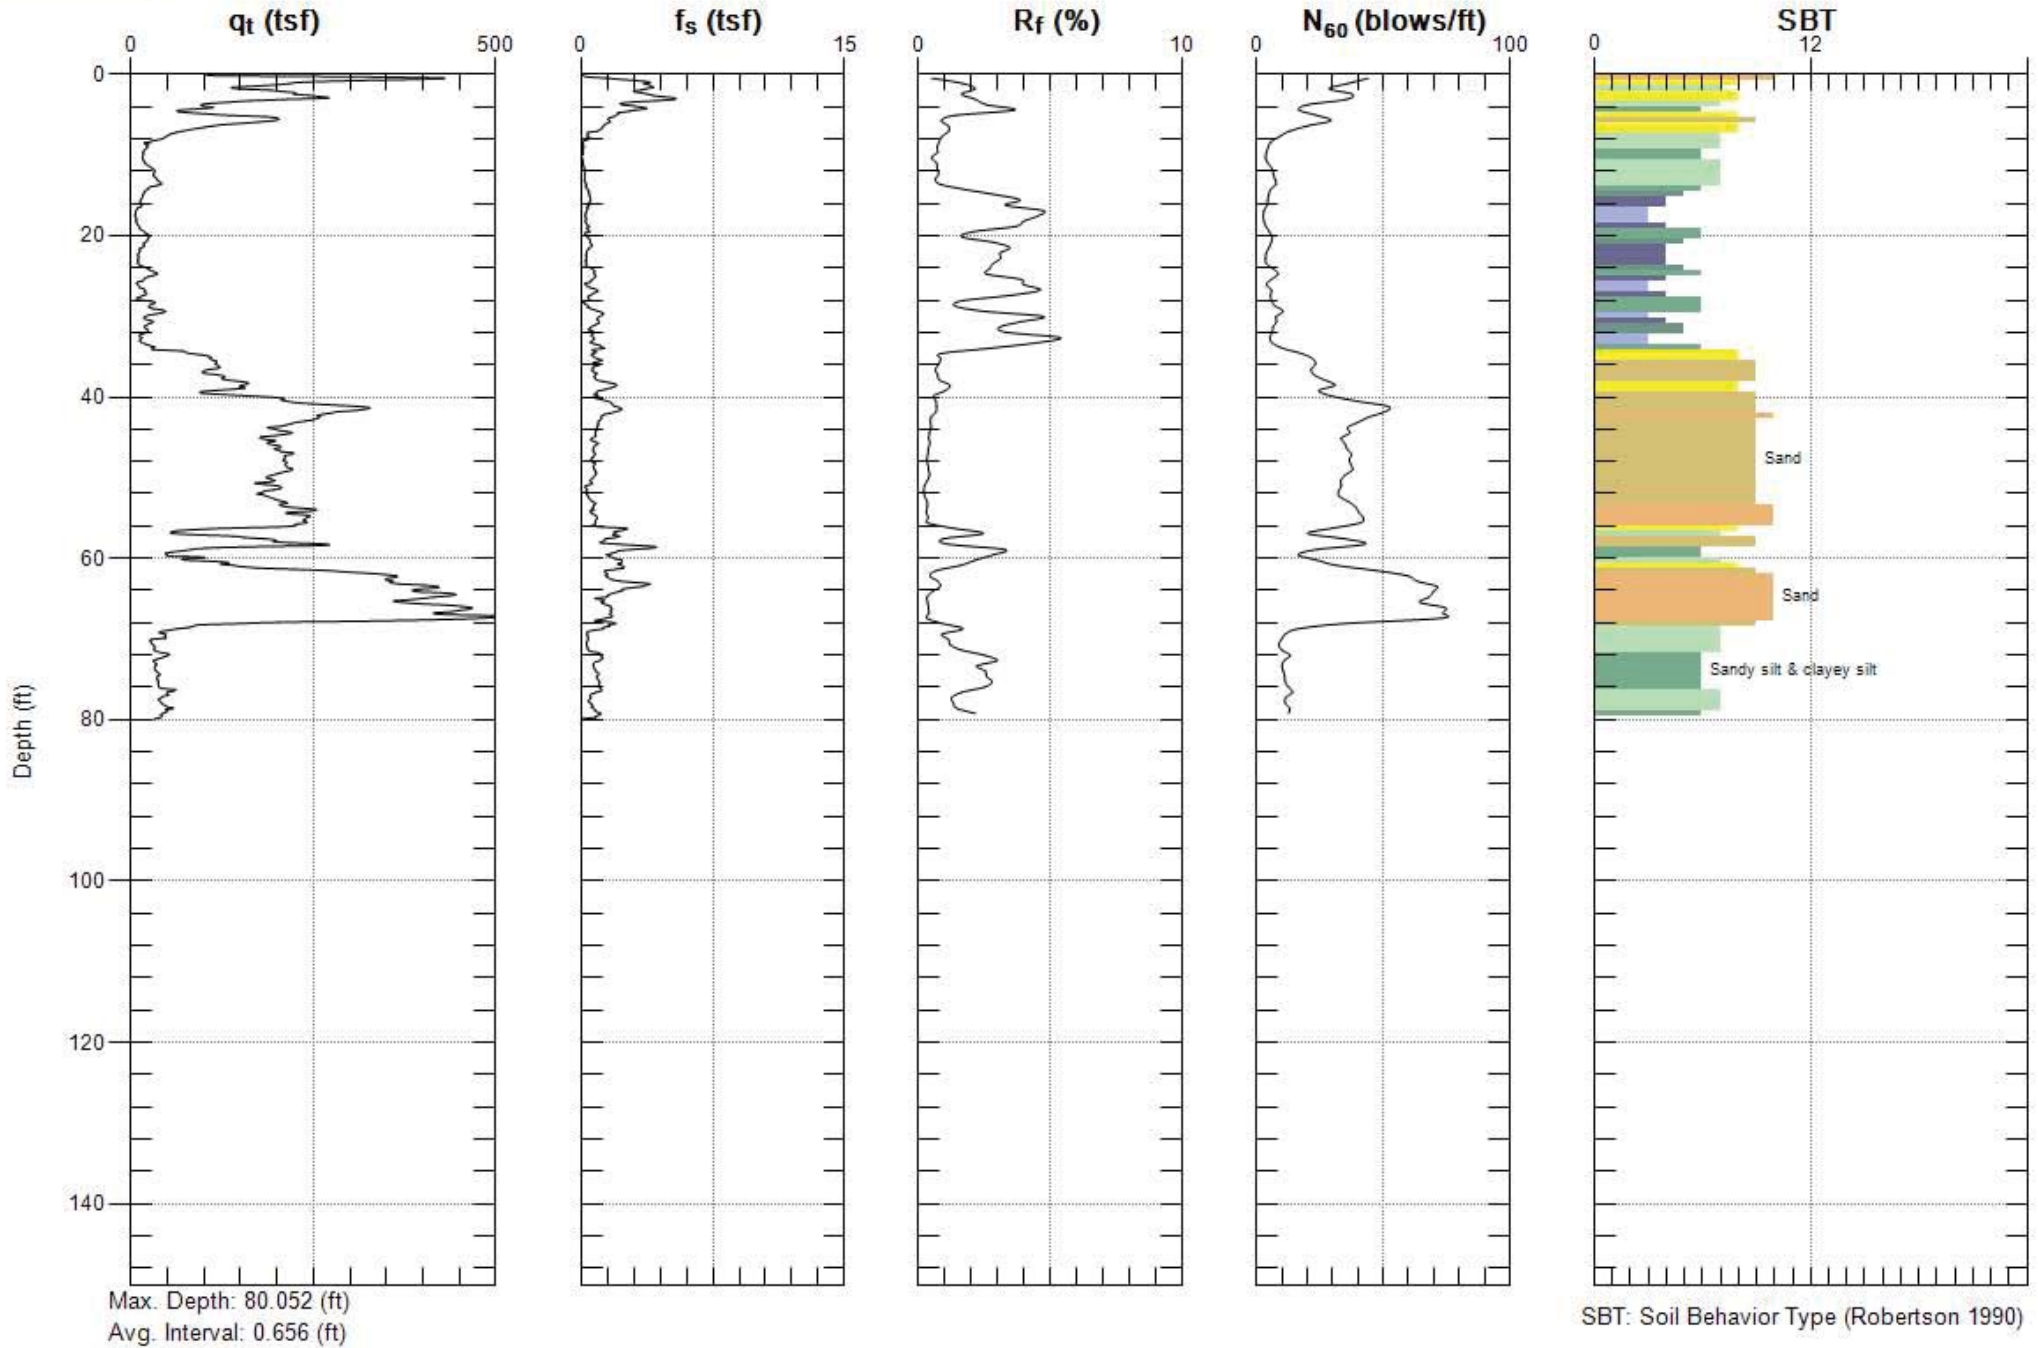 qt (tsf)
fs (tsf)
Rf (%)
N60 (blows/ft)
SBT
0 500
0 15
0 10
0 100
0 12
0
20
40
60
80
100
120
140
Depth (ft)
Sand
Sand
Sandy silt & clayey silt
Max. Depth: 80.052 (ft)
Avg. Interval: 0.656 (ft)
SBT: Soil Behavior Type (Robertson 1990)